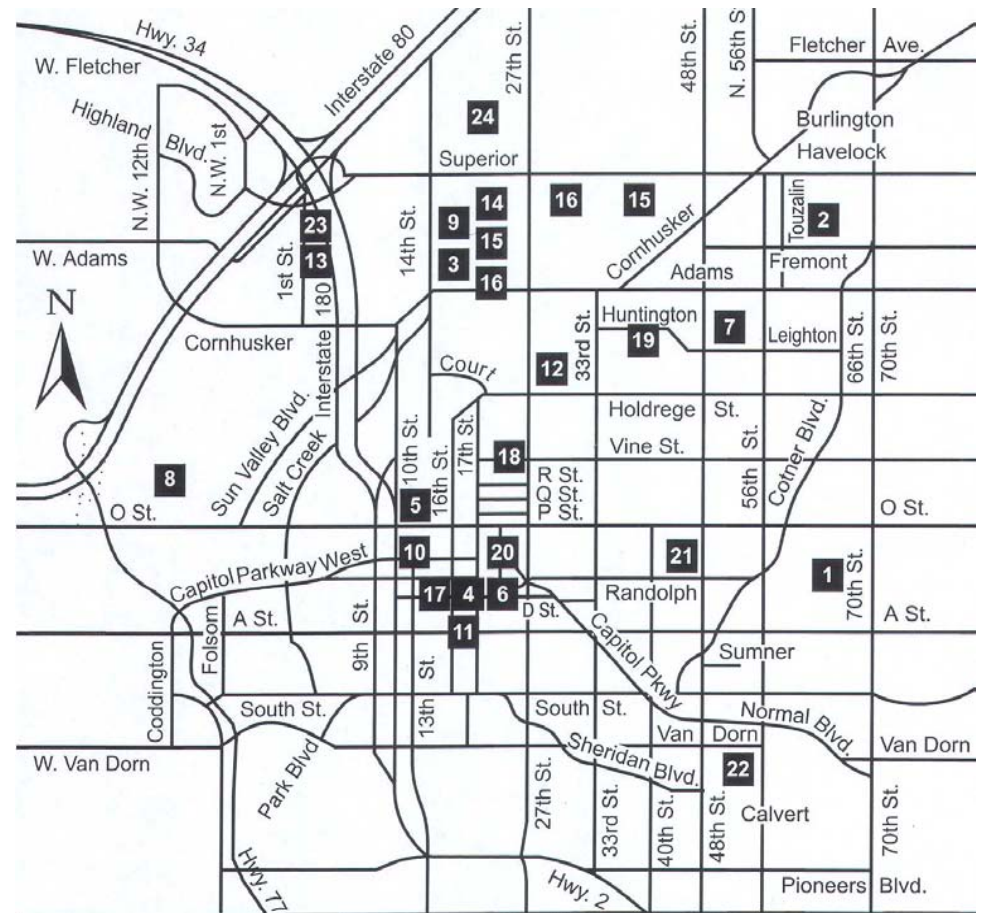 Hwy. 34
W. Fletcher
Interstate 80
27th St.
48th St.
N. 56th St
Fletcher Ave.
Highland
Blvd.
N.W. 12th
N.W. 1st
24
Superior
Burlington
Havelock
23
13
1st St.
180
Interstate
14th St.
9
14
15
3
16
16
15
Cornhusker
Touzalin
2
W. Adams
Adams
Fremont
N
Cornhusker
33rd St.
Huntington
19
7
Leighton
66th St.
70th St.
Court
12
Sun Valley Blvd.
Salt Creek
10th St.
16th St.
17th St.
Holdrege St.
Vine St.
56th St.
Cotner Blvd.
8
18
R St.
Q St.
P St.
5
O St.
O St.
Capitol Parkway West
10
20
21
1
70th St.
17
4
6
D St.
Randolph
Folsom
A St.
9th St.
11
Capitol Pkwy
A St.
Sumner
Coddington
South St.
13th St.
South St.
Van Dorn
Normal Blvd.
Van Dorn
W. Van Dorn
Park Blvd.
Sheridan Blvd.
22
27th St.
33rd St.
40th St.
48th St.
Calvert
70th St.
Hwy. 77
Hwy. 2
Pioneers Blvd.